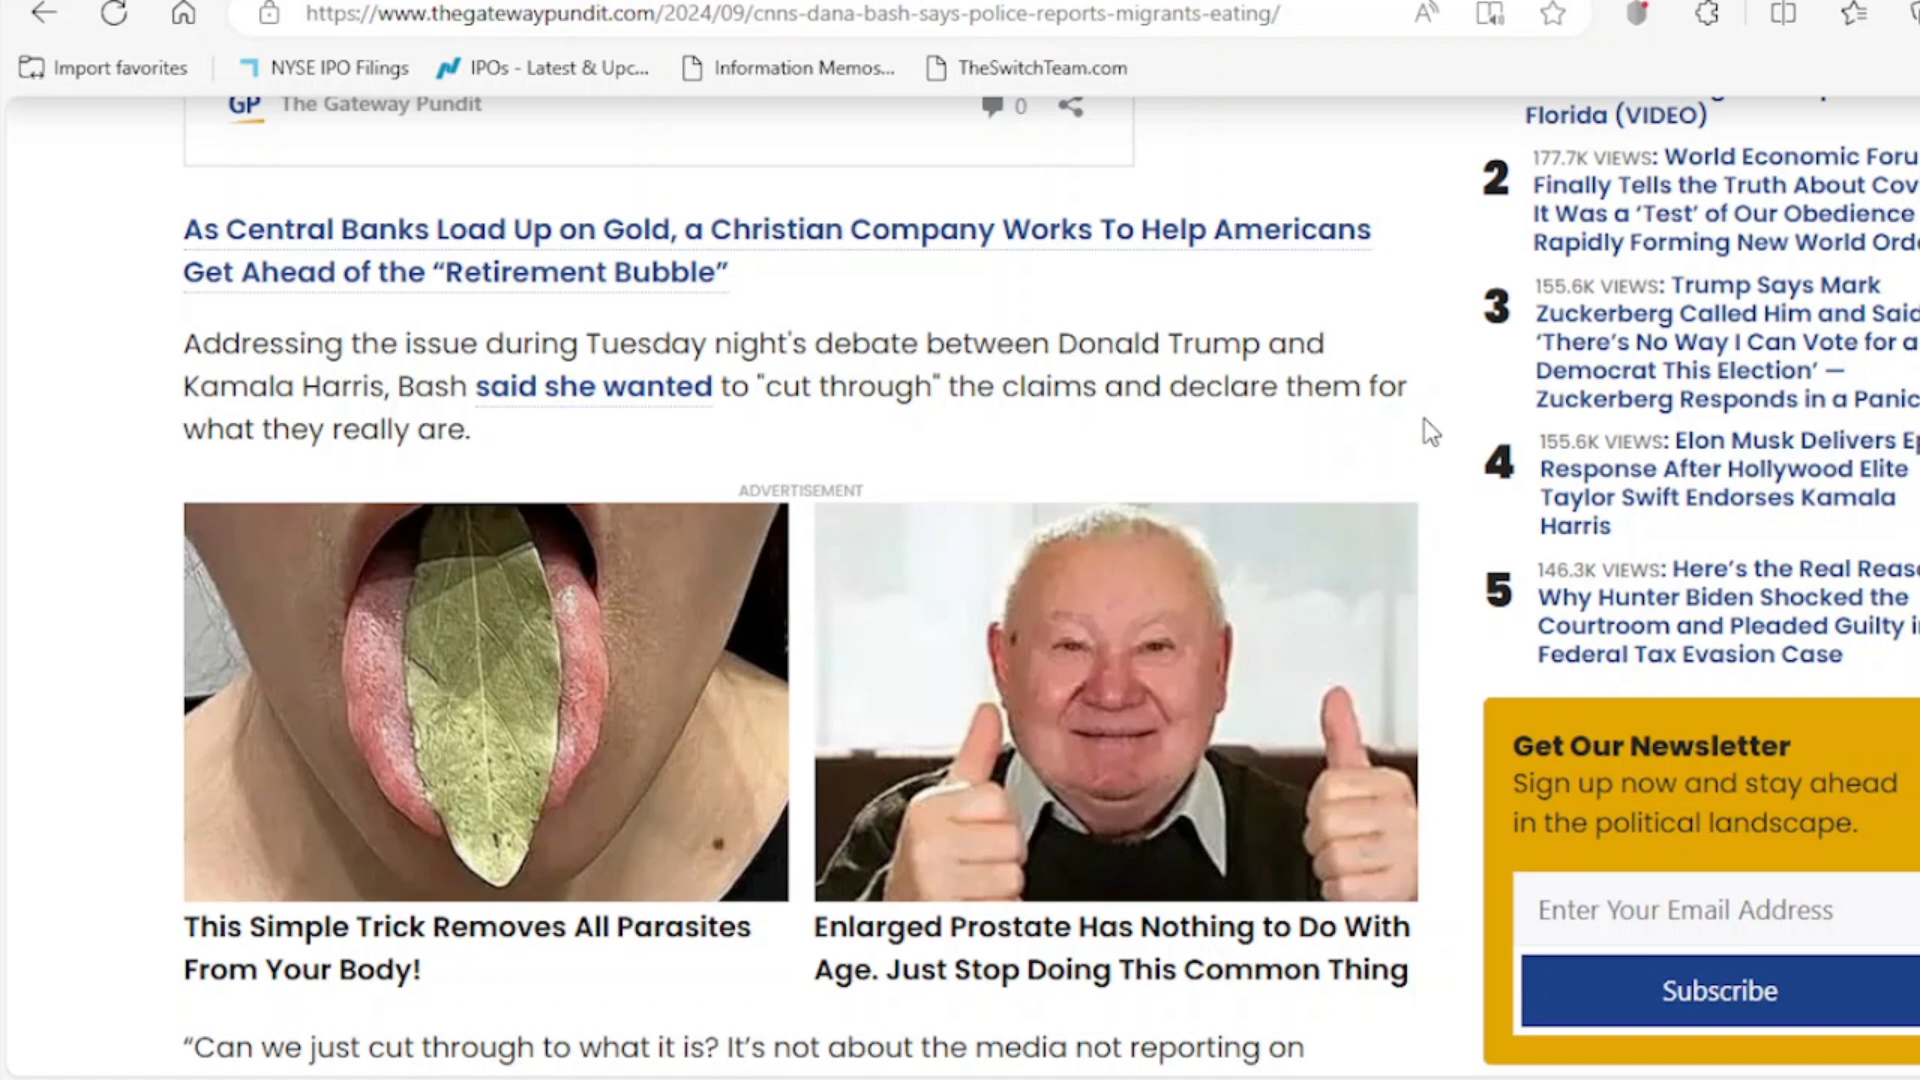 https://www.thegatewaypundit.com/2024/09/cnns-dana-bash-says-police-reports-migrants-eating/
Import favorites
NYSE IPO Filings
IPOs - Latest & Upc...
Information Memos...
TheSwitchTeam.com
GP The Gateway Pundit
0
As Central Banks Load Up on Gold, a Christian Company Works To Help Americans
Get Ahead of the “Retirement Bubble”
Addressing the issue during Tuesday night's debate between Donald Trump and
Kamala Harris, Bash said she wanted to "cut through" the claims and declare them for
what they really are.
ADVERTISEMENT
This Simple Trick Removes All Parasites
From Your Body!
Enlarged Prostate Has Nothing to Do With
Age. Just Stop Doing This Common Thing
“Can we just cut through to what it is? It’s not about the media not reporting on
Florida (VIDEO)
2
177.7K VIEWS: World Economic Foru
Finally Tells the Truth About Cov
It Was a ‘Test’ of Our Obedience
Rapidly Forming New World Orde
3
155.6K VIEWS: Trump Says Mark
Zuckerberg Called Him and Said
‘There’s No Way I Can Vote for a
Democrat This Election’ —
Zuckerberg Responds in a Panic
4
155.6K VIEWS: Elon Musk Delivers Ep
Response After Hollywood Elite
Taylor Swift Endorses Kamala
Harris
5
146.3K VIEWS: Here’s the Real Reaso
Why Hunter Biden Shocked the
Courtroom and Pleaded Guilty in
Federal Tax Evasion Case
Get Our Newsletter
Sign up now and stay ahead
in the political landscape.
Enter Your Email Address
Subscribe